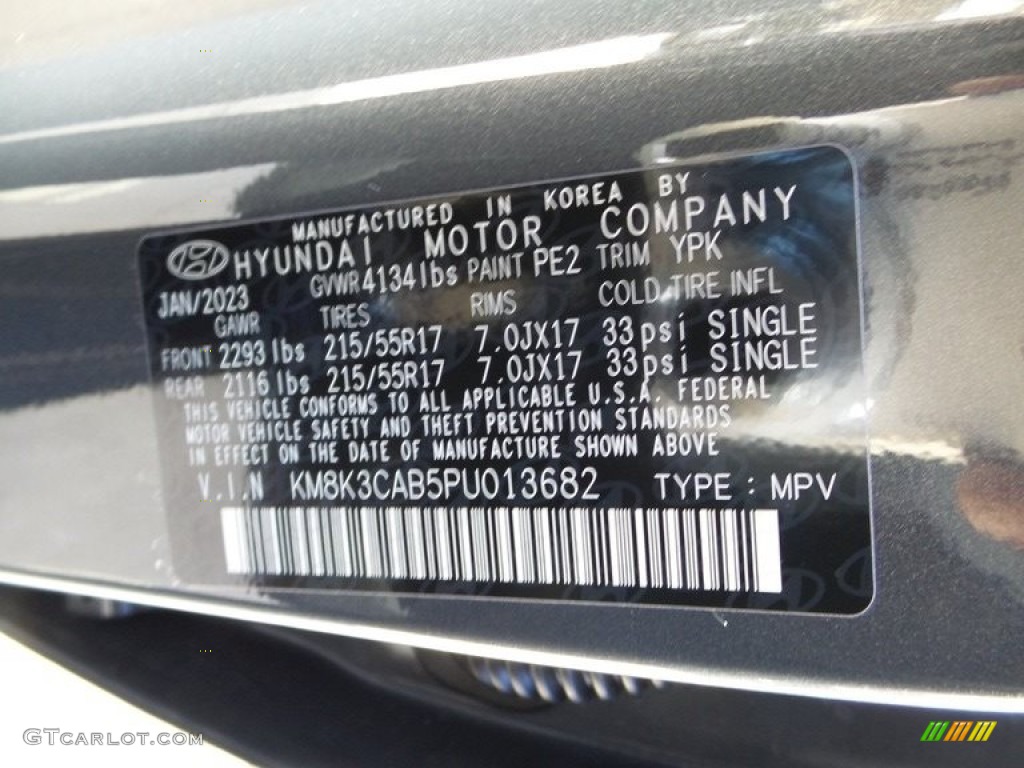 MANUFACTURED IN KOREA BY
HYUNDAI MOTOR COMPANY
JAN/2023 GVWR 4134lbs PAINT PE2 TRIM YPK
GAWR TIRES RIMS COLD TIRE INFL
FRONT 2293 lbs 215/55R17 7.0JX17 33psi SINGLE
REAR 2116 lbs 215/55R17 7.0JX17 33psi SINGLE
THIS VEHICLE CONFORMS TO ALL APPLICABLE U.S.A. FEDERAL
MOTOR VEHICLE SAFETY AND THEFT PREVENTION STANDARDS
IN EFFECT ON THE DATE OF MANUFACTURE SHOWN ABOVE
V.I.N KM8K3CAB5PU013682 TYPE : MPV
GTCARLOT.COM